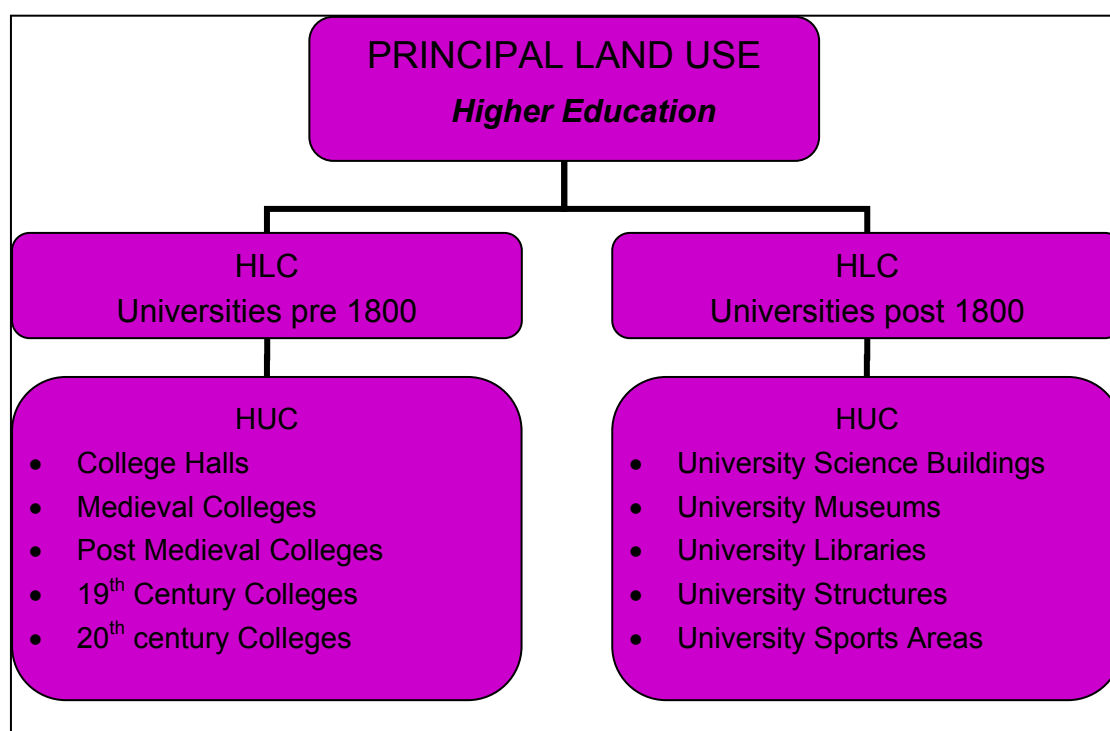 PRINCIPAL LAND USE
Higher Education
HLC
Universities pre 1800
HUC
• College Halls
• Medieval Colleges
• Post Medieval Colleges
• 19th Century Colleges
• 20th century Colleges
HLC
Universities post 1800
HUC
• University Science Buildings
• University Museums
• University Libraries
• University Structures
• University Sports Areas